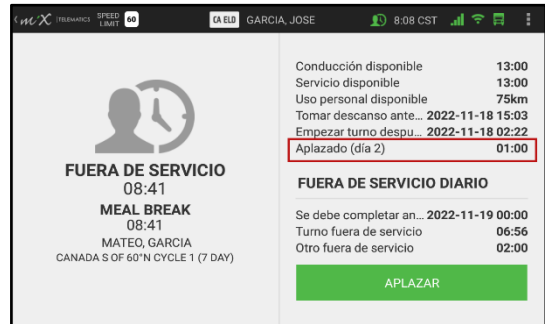 mix TELEMATICS SPEED LIMIT 60 CA ELD GARCIA, JOSE 8:08 CST
Conducción disponible 13:00
Servicio disponible 13:00
Uso personal disponible 75km
Tomar descanso ante... 2022-11-18 15:03
Empezar turno despu... 2022-11-18 02:22
Aplazado (día 2) 01:00
FUERA DE SERVICIO
08:41
MEAL BREAK
08:41
MATEO, GARCIA
CANADA S OF 60°N CYCLE 1 (7 DAY)
FUERA DE SERVICIO DIARIO
Se debe completar an... 2022-11-19 00:00
Turno fuera de servicio 06:56
Otro fuera de servicio 02:00
APLAZAR